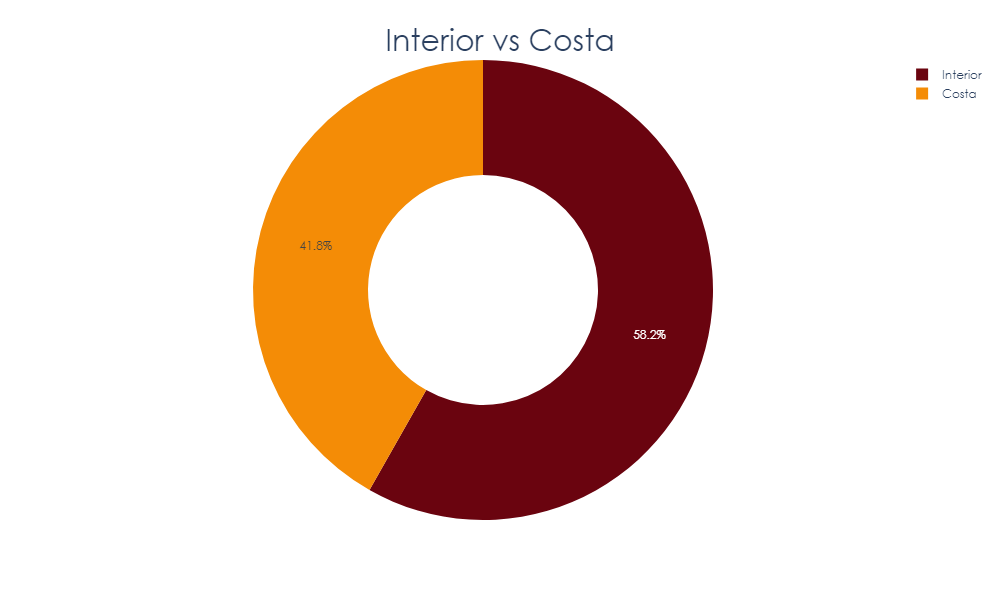 Interior vs Costa
Interior
Costa
41.8%
58.2%